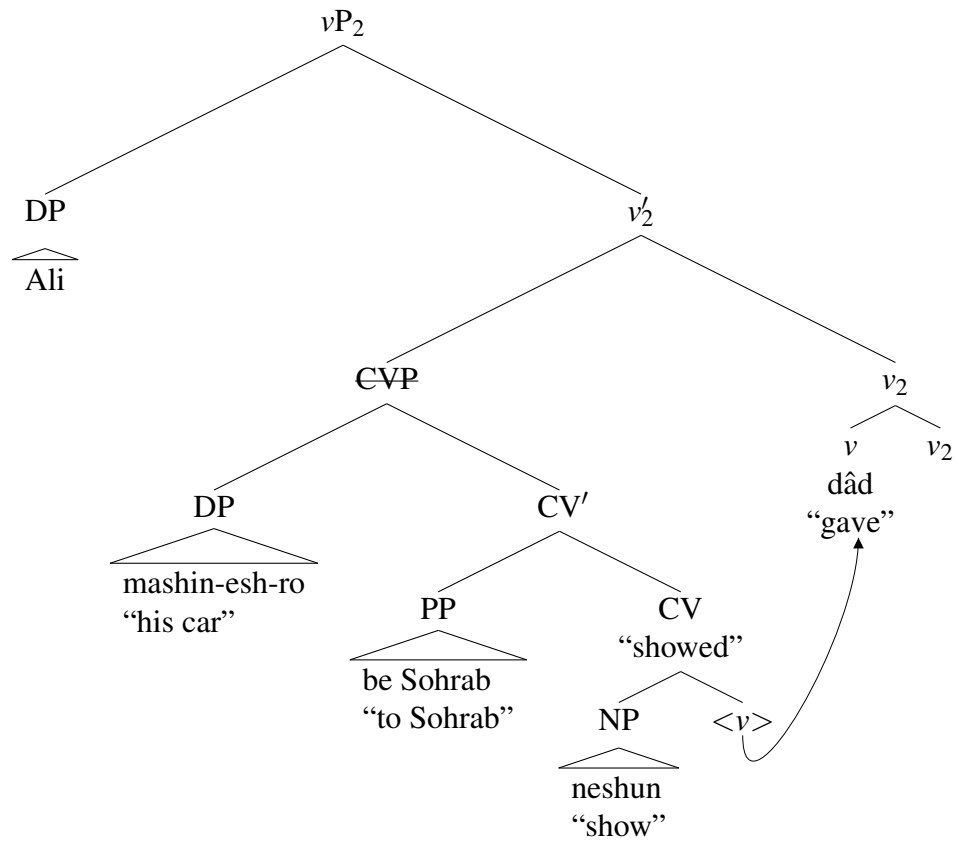 vP₂
DP
v′₂
Ali
CVP
v₂
v
v₂
DP
CV′
dâd
“gave”
mashin-esh-ro
“his car”
PP
CV
“showed”
be Sohrab
“to Sohrab”
NP
<v>
neshun
“show”